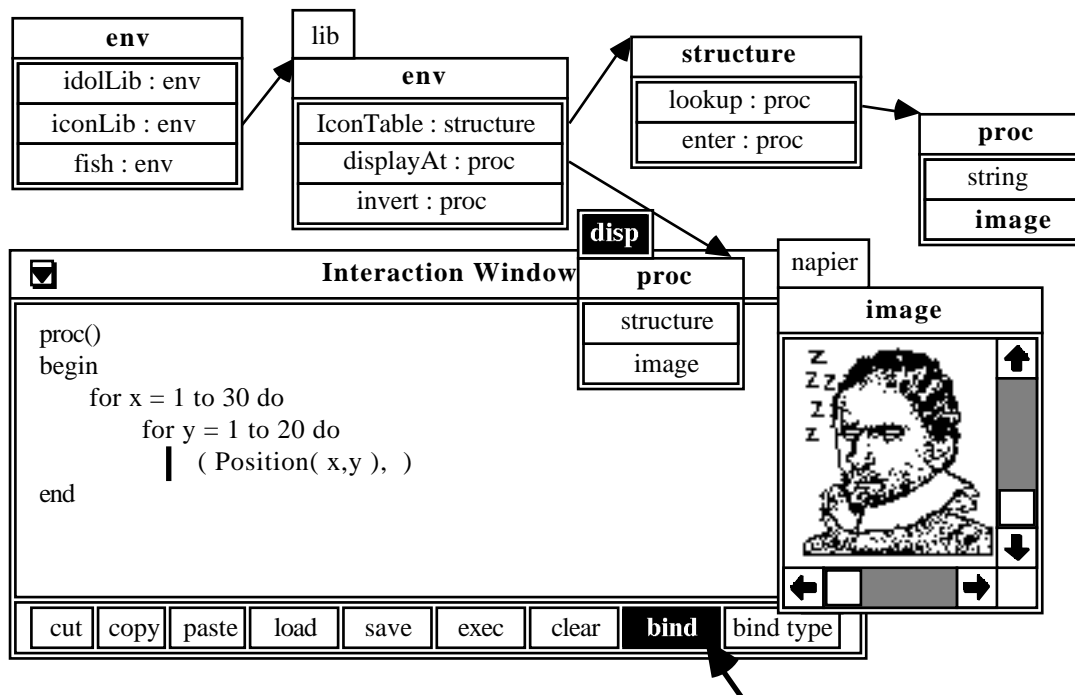 env
idolLib : env
iconLib : env
fish : env
lib
env
IconTable : structure
displayAt : proc
invert : proc
structure
lookup : proc
enter : proc
proc
string
image
disp
proc
structure
image
Interaction Window
proc()
begin
for x = 1 to 30 do
for y = 1 to 20 do
( Position( x,y ),  )
end
napier
image
z
z z
z
z
cut copy paste load save exec clear bind bind type